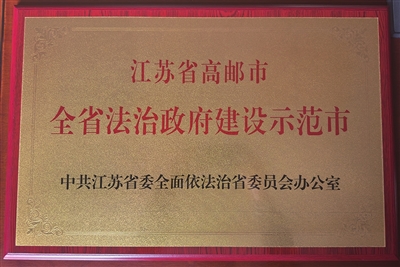 江苏省高邮市
全省法治政府建设示范市
中共江苏省委全面依法治省委员会办公室